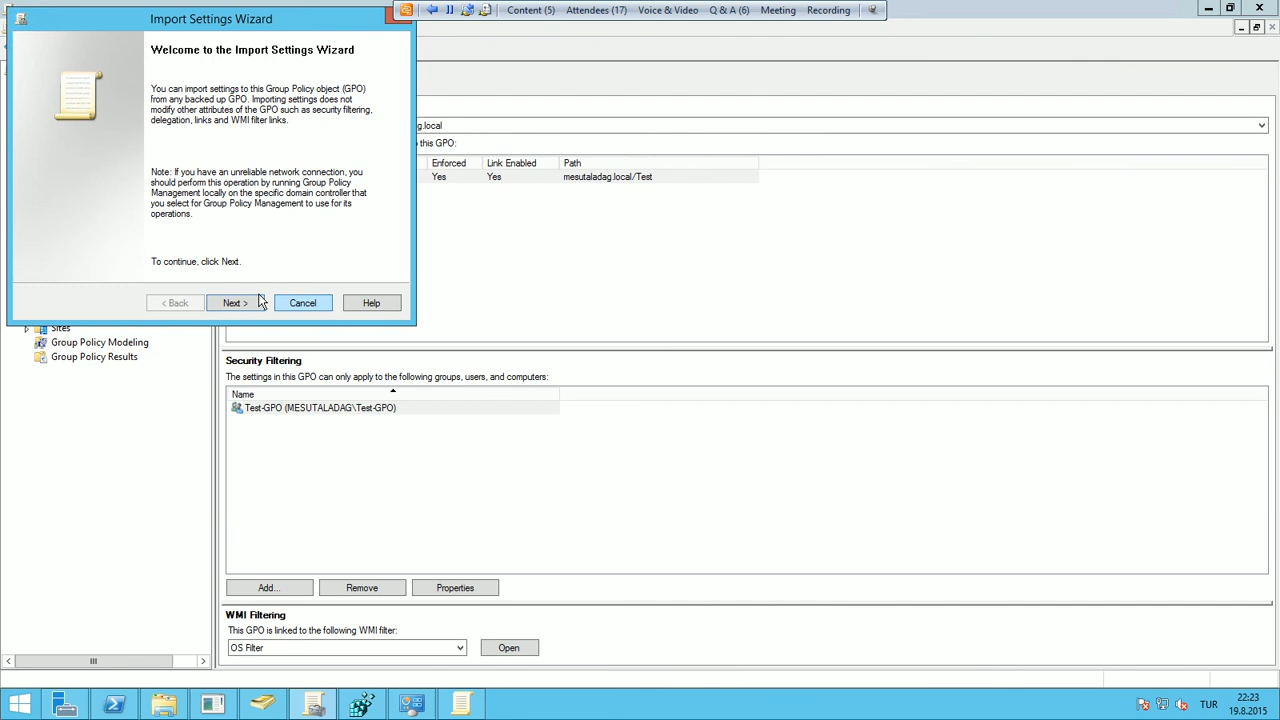 Import Settings Wizard
Content (5) Attendees (17) Voice & Video Q & A (6) Meeting Recording
Welcome to the Import Settings Wizard
You can import settings to this Group Policy object (GPO)
from any backed up GPO. Importing settings does not
modify other attributes of the GPO such as security filtering,
delegation, links and WMI filter links.
Note: If you have an unreliable network connection, you
should perform this operation by running Group Policy
Management locally on the specific domain controller that
you select for Group Policy Management to use for its
operations.
To continue, click Next.
< Back Next > Cancel Help
g.local
this GPO:
Enforced Link Enabled Path
Yes Yes mesutaladag.local/Test
Sites
Group Policy Modeling
Group Policy Results
Security Filtering
The settings in this GPO can only apply to the following groups, users, and computers:
Name
Test-GPO (MESUTALADAG\Test-GPO)
Add... Remove Properties
WMI Filtering
This GPO is linked to the following WMI filter:
OS Filter Open
TUR
22:23
19.8.2015